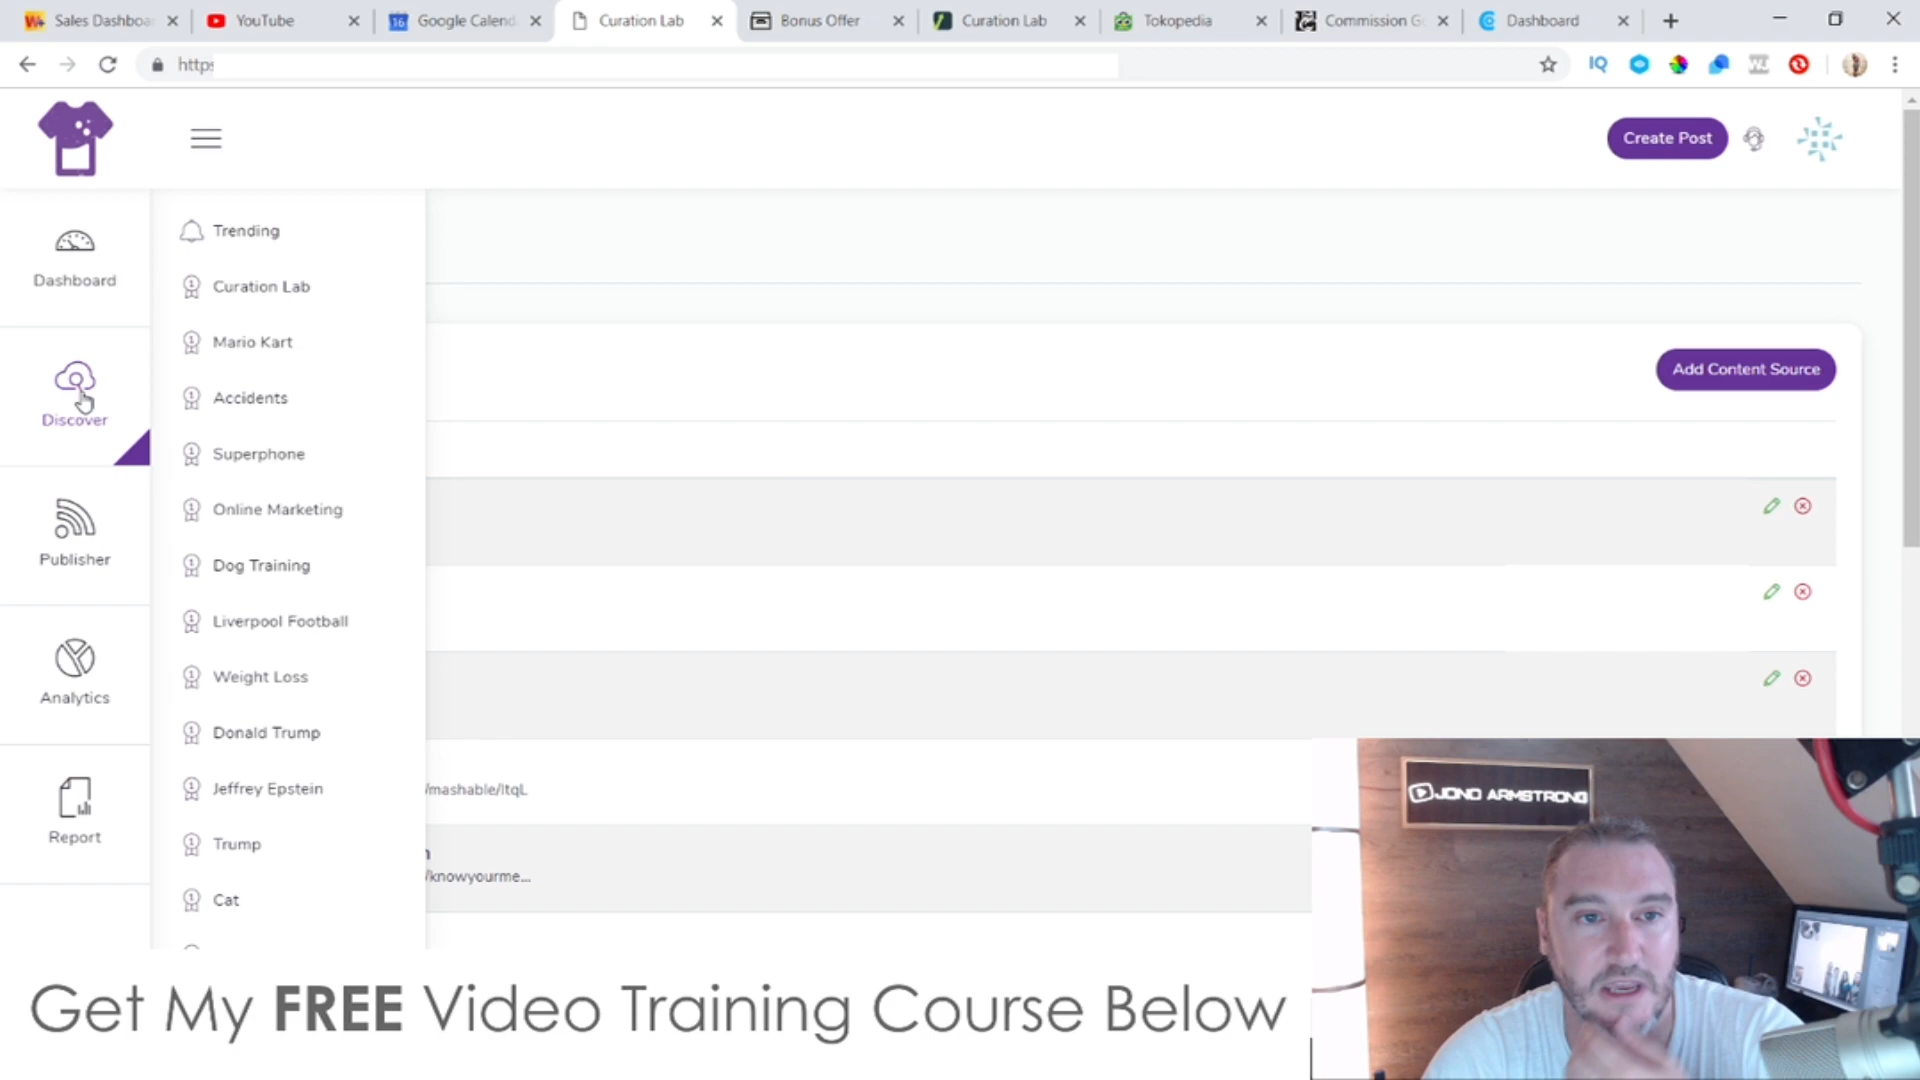 Sales Dashboa
YouTube
Google Calend
Curation Lab
Bonus Offer
Curation Lab
Tokopedia
Commission G
Dashboard
https
IQ
Create Post
Dashboard
Discover
Publisher
Analytics
Report
Trending
Curation Lab
Mario Kart
Accidents
Superphone
Online Marketing
Dog Training
Liverpool Football
Weight Loss
Donald Trump
Jeffrey Epstein
Trump
Cat
Add Content Source
/mashable/ItqL
/knowyourme...
JONO ARMSTRONG
Get My FREE Video Training Course Below